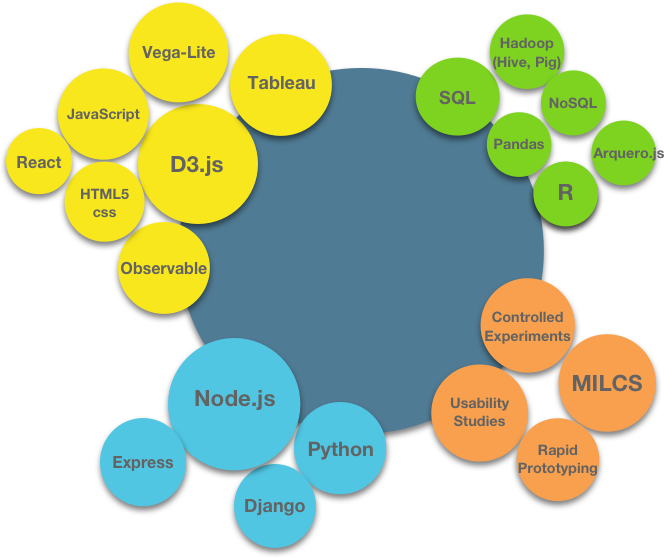 Vega-Lite
Tableau
JavaScript
React
D3.js
HTML5
css
Observable
Hadoop
(Hive, Pig)
SQL
NoSQL
Pandas
Arquero.js
R
Controlled
Experiments
MILCS
Usability
Studies
Rapid
Prototyping
Node.js
Python
Express
Django